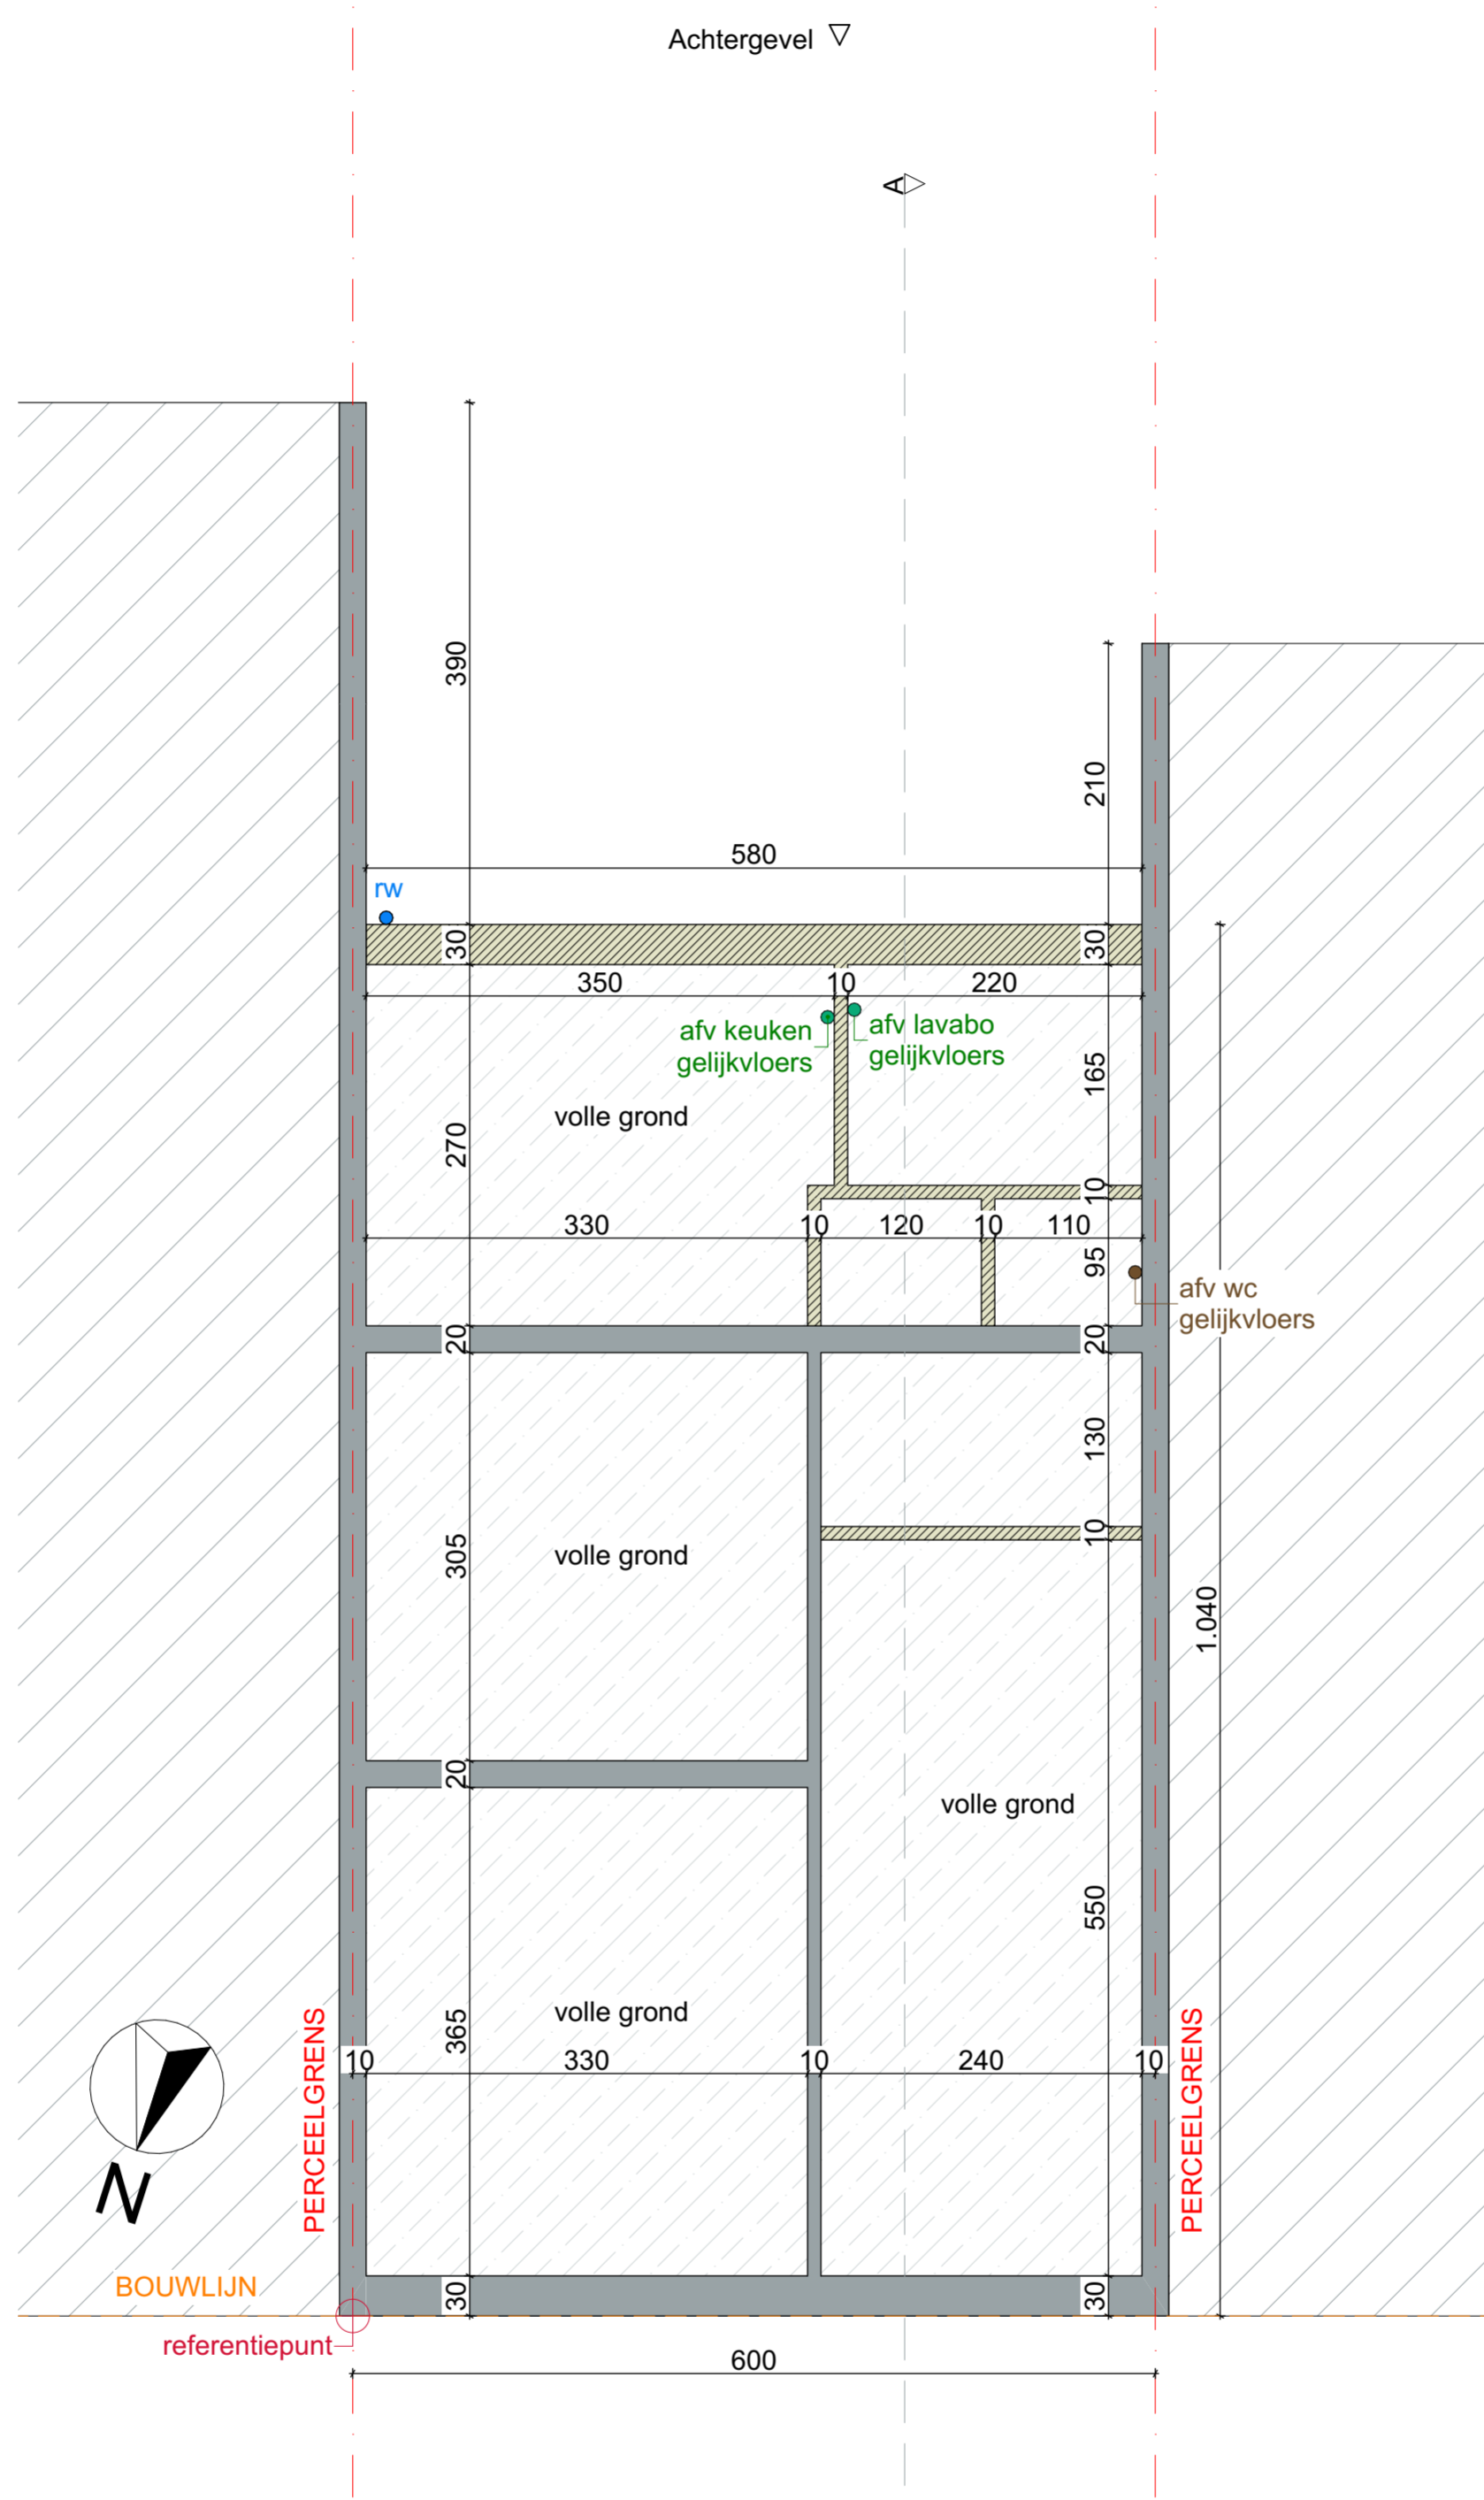 Achtergevel
A
390
210
580
rw
30
30
350
10
220
afv keuken
gelijkvloers
afv lavabo
gelijkvloers
165
volle grond
270
10
330
10
120
10
110
95
afv wc
gelijkvloers
20
20
130
10
305
volle grond
1.040
20
volle grond
550
volle grond
365
PERCEELGRENS
PERCEELGRENS
10
330
10
240
10
N
BOUWLIJN
30
30
referentiepunt
600